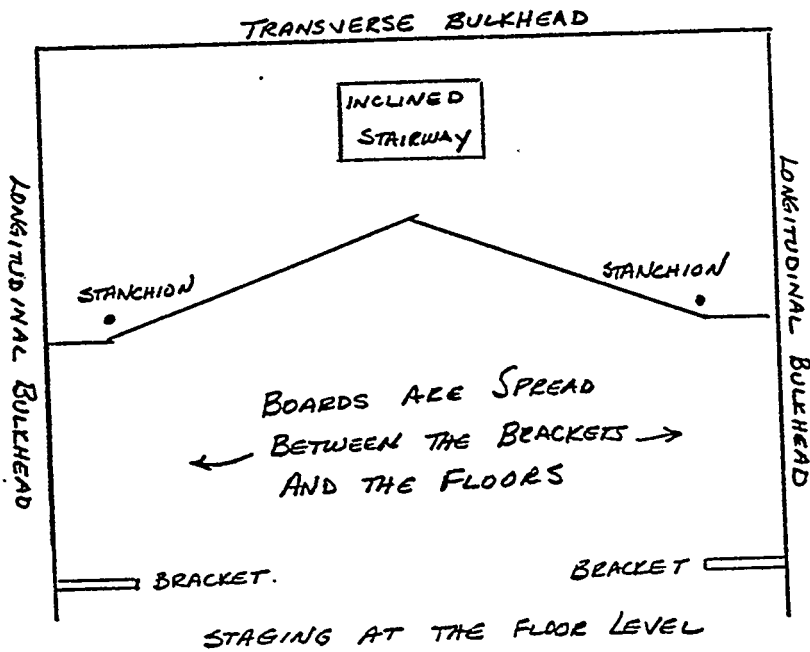 TRANSVERSE BULKHEAD
INCLINED
STAIRWAY
LONGITUDINAL BULKHEAD
LONGITUDINAL BULKHEAD
STANCHION
STANCHION
BOARDS ARE SPREAD
BETWEEN THE BRACKETS
AND THE FLOORS
BRACKET.
BRACKET
STAGING AT THE FLOOR LEVEL